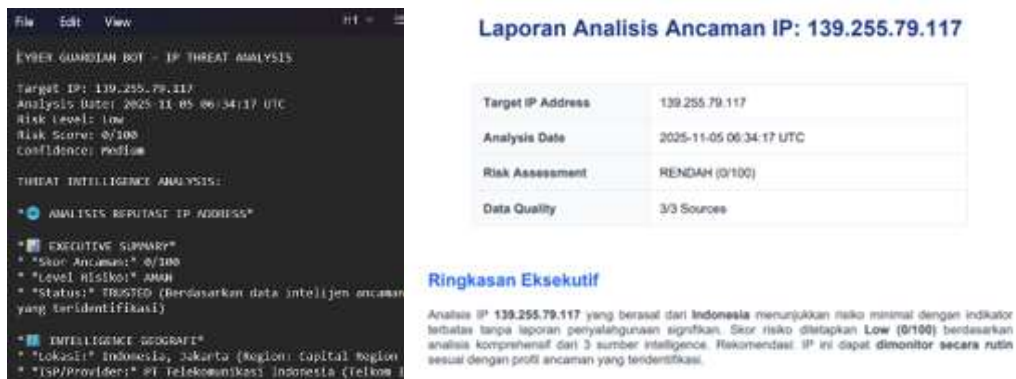 File Edit View H1
CYBER GUARDIAN BOT - IP THREAT ANALYSIS
Target IP: 139.255.79.117
Analysis Date: 2025-11-05 06:34:17 UTC
Risk Level: Low
Risk Score: 0/100
Confidence: Medium
THREAT INTELLIGENCE ANALYSIS:
* ANALISIS REPUTASI IP ADDRESS*
* EXECUTIVE SUMMARY*
* *Skor Ancaman:* 0/100
* *Level Risiko:* AMAN
* *Status:* TRUSTED (Berdasarkan data intelijen ancaman
yang teridentifikasi)
* INTELLIGENCE GEOGRAFI*
* *Lokasi:* Indonesia, Jakarta (Region: Capital Region
* *ISP/Provider:* PT Telekomunikasi Indonesia (Telkom
Laporan Analisis Ancaman IP: 139.255.79.117
Target IP Address 139.255.79.117
Analysis Date 2025-11-05 06:34:17 UTC
Risk Assessment RENDAH (0/100)
Data Quality 3/3 Sources
Ringkasan Eksekutif
Analisis IP 139.255.79.117 yang berasal dari Indonesia menunjukkan risiko minimal dengan indikator
terbatas tanpa laporan penyalahgunaan signifikan. Skor risiko ditetapkan Low (0/100) berdasarkan
analisis komprehensif dari 3 sumber intelligence. Rekomendasi: IP ini dapat dimonitor secara rutin
sesuai dengan profil ancaman yang teridentifikasi.